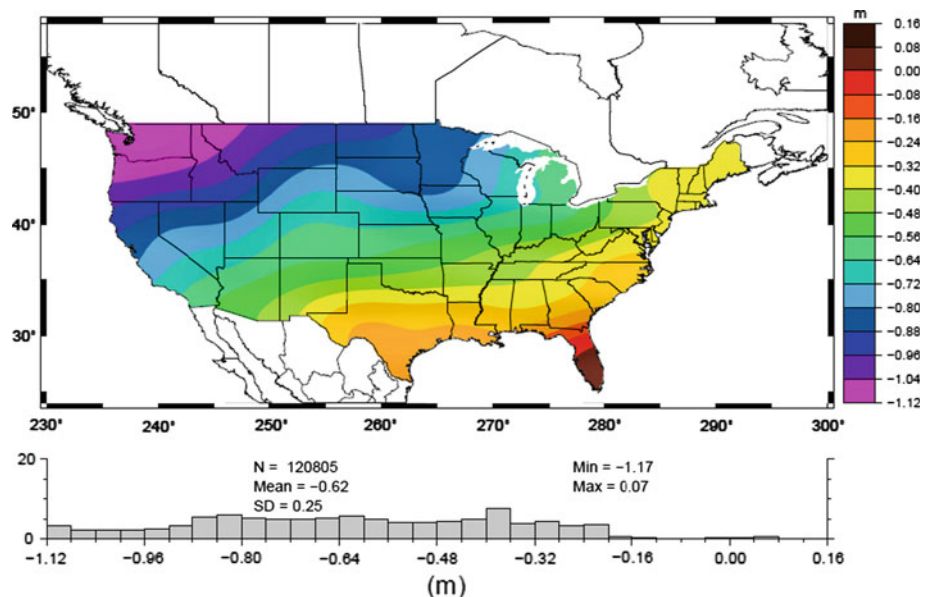 m
0.16
0.08
0.00
−0.08
−0.16
−0.24
−0.32
−0.40
−0.48
−0.56
−0.64
−0.72
−0.80
−0.88
−0.96
−1.04
−1.12
50°
40°
30°
230° 240° 250° 260° 270° 280° 290° 300°
20
0
N = 120805
Mean = −0.62
SD = 0.25
Min = −1.17
Max = 0.07
−1.12 −0.96 −0.80 −0.64 −0.48 −0.32 −0.16 0.00 0.16
(m)